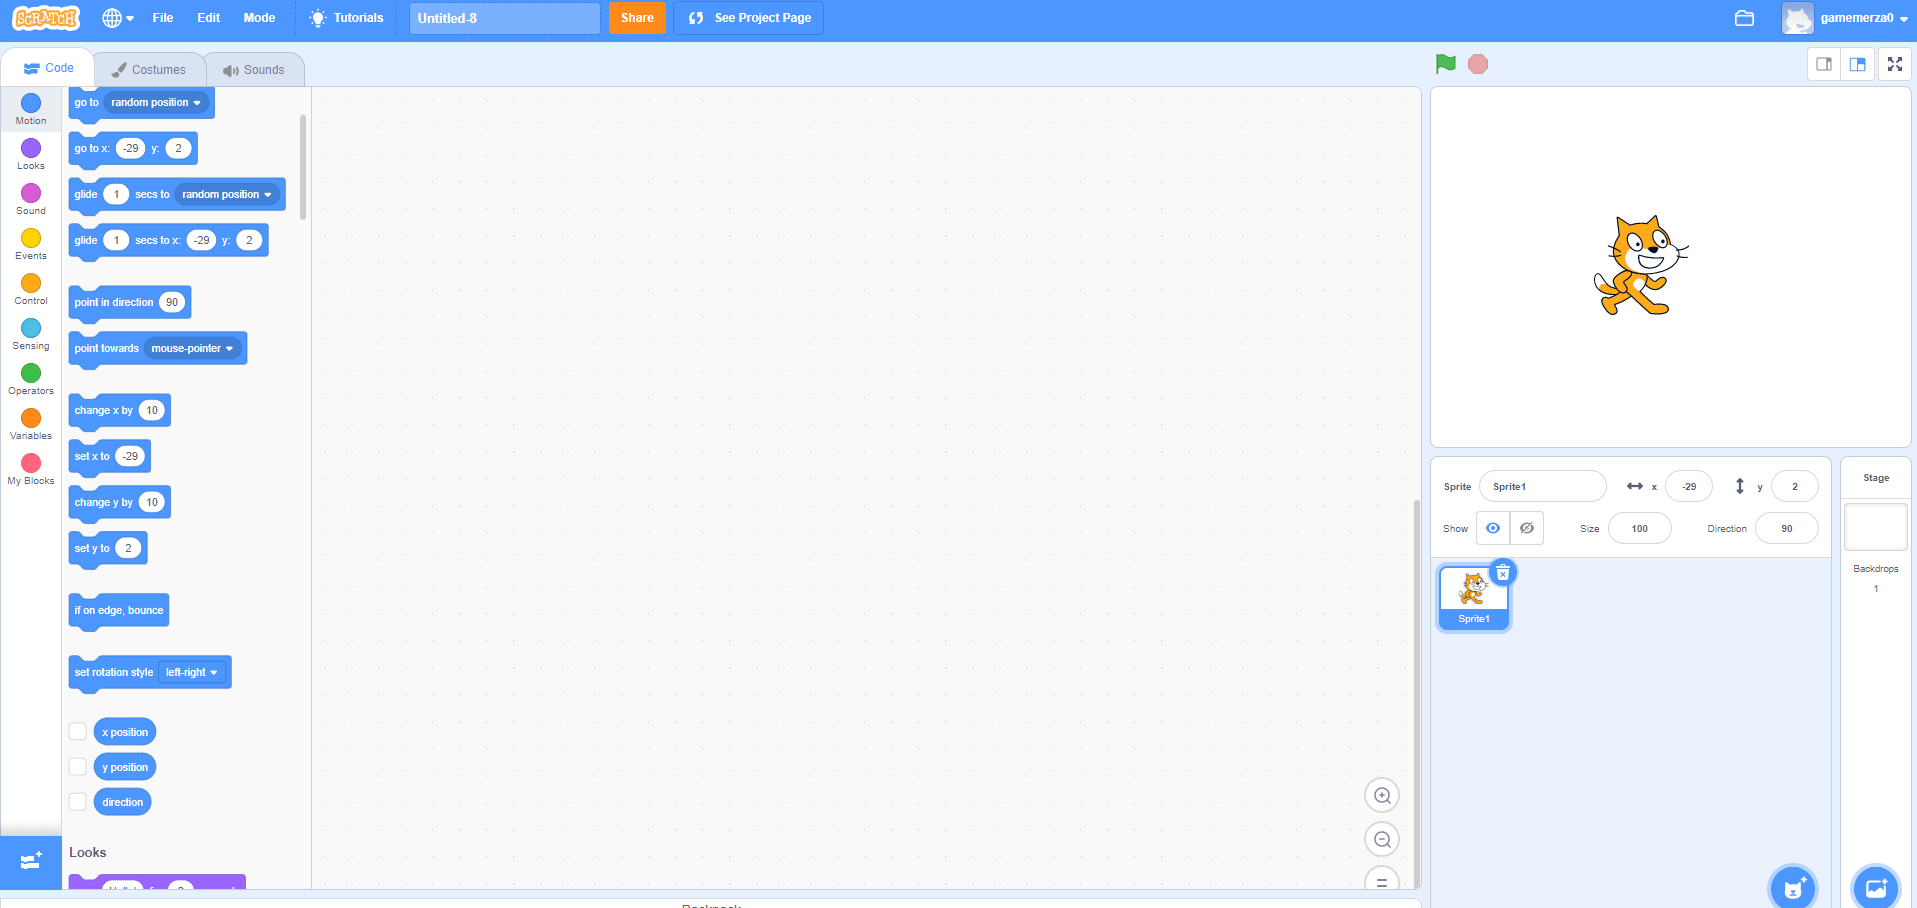 SCRATCH
File Edit Mode Tutorials Untitled-8 Share See Project Page gamemerza0
Code Costumes Sounds
Motion
Looks
Sound
Events
Control
Sensing
Operators
Variables
My Blocks
go to random position
go to x: -29 y: 2
glide 1 secs to random position
glide 1 secs to x: -29 y: 2
point in direction 90
point towards mouse-pointer
change x by 10
set x to -29
change y by 10
set y to 2
if on edge, bounce
set rotation style left-right
x position
y position
direction
Looks
Sprite Sprite1 x -29 y 2
Show Size 100 Direction 90
Sprite1
Stage
Backdrops
1